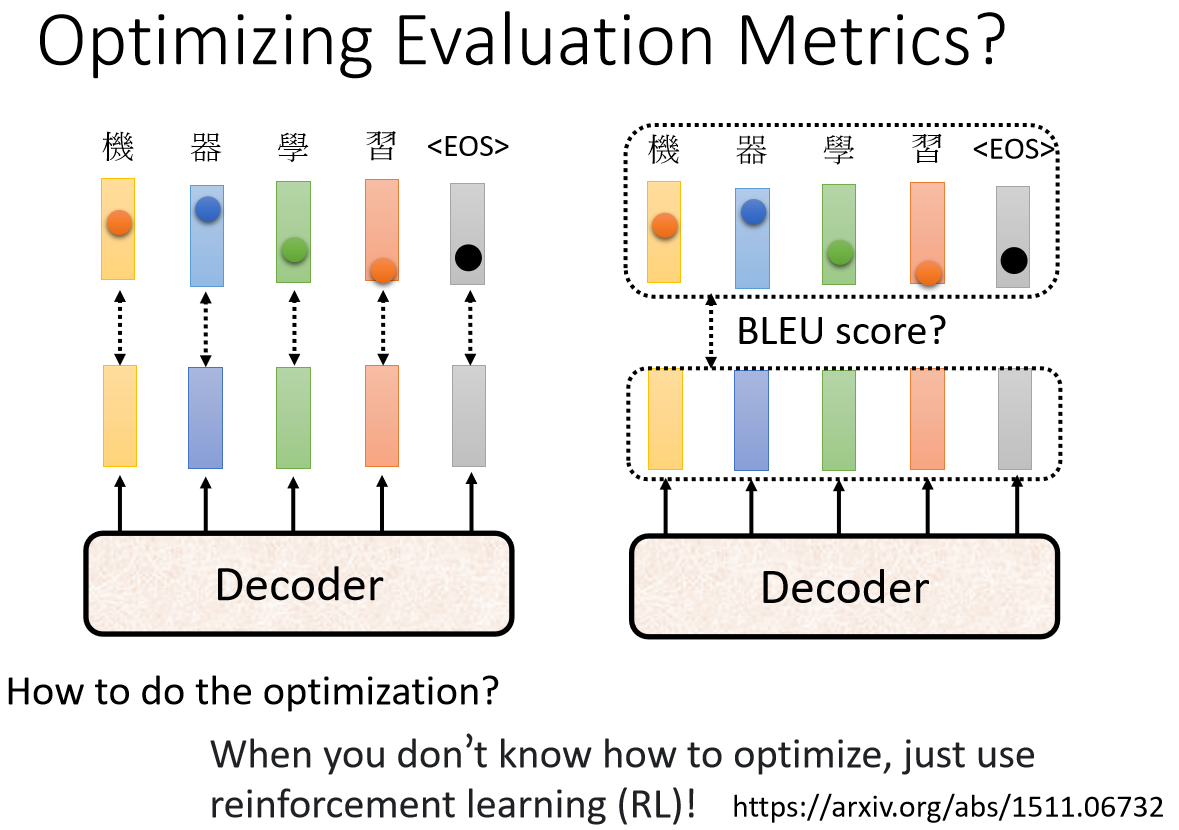 Optimizing Evaluation Metrics?
機 器 學 習 <EOS>
機 器 學 習 <EOS>
BLEU score?
Decoder
Decoder
How to do the optimization?
When you don’t know how to optimize, just use
reinforcement learning (RL)!
https://arxiv.org/abs/1511.06732